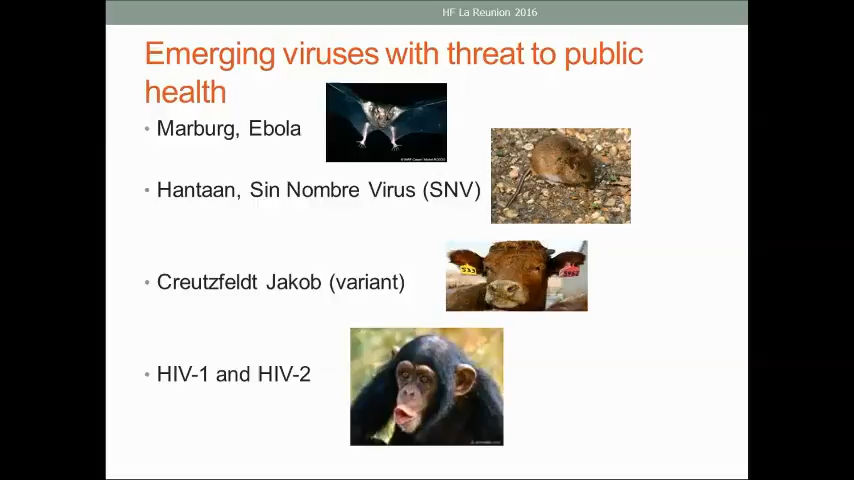 HF La Reunion 2016
Emerging viruses with threat to public
health
• Marburg, Ebola
• Hantaan, Sin Nombre Virus (SNV)
• Creutzfeldt Jakob (variant)
• HIV-1 and HIV-2